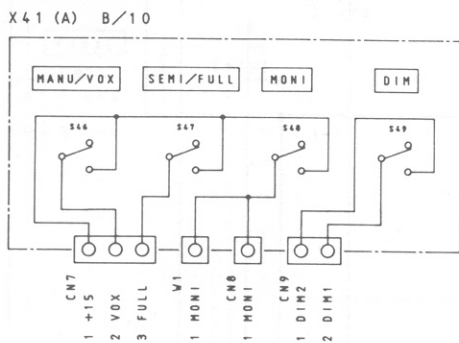 X41 (A) B/10
MANU/VOX SEMI/FULL MONI DIM
S46 S47 S48 S49
CN7
1 +15
2 VOX
3 FULL
W1
1 MONI
CN8
1 MONI
CN9
1 DIM2
2 DIM1